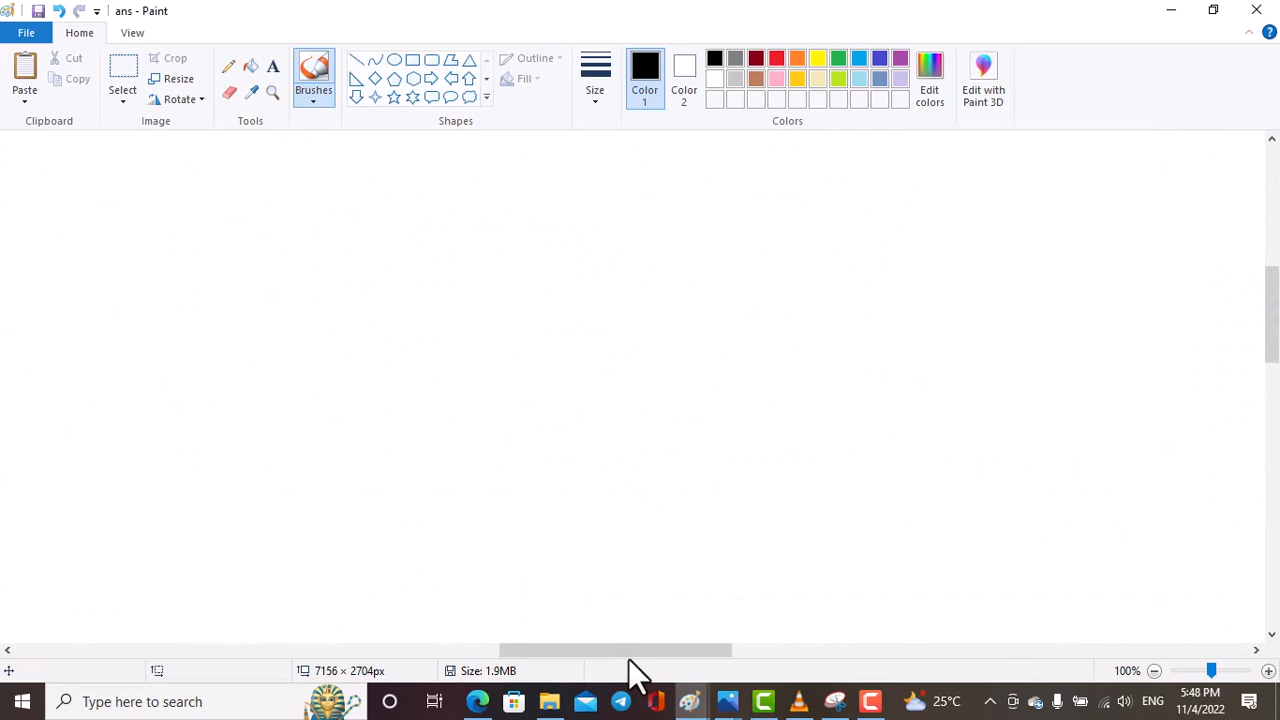 ans - Paint
File Home View
Paste
Cut
Copy
Clipboard
Select
Crop
Resize
Rotate
Image
A
Tools
Brushes
Outline
Fill
Shapes
Size
Color 1
Color 2
Edit colors
Colors
Edit with Paint 3D
7156 × 2704px
Size: 1.9MB
100%
Type here to search
25°C
ENG
5:48 PM
11/4/2022